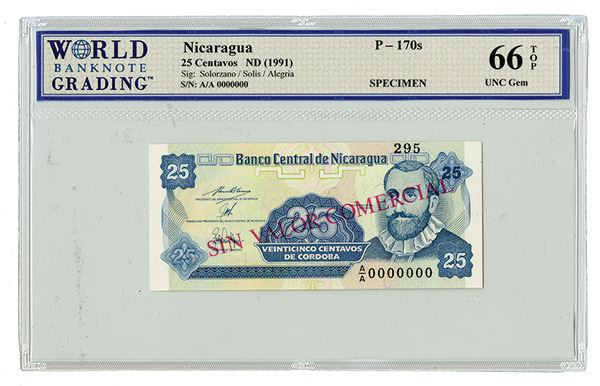 WORLD
BANKNOTE
GRADING™
Nicaragua
25 Centavos ND (1991)
Sig: Solorzano / Solis / Alegria
S/N: A/A 0000000
P – 170s
SPECIMEN
66 TOP
UNC Gem
295
Banco Central de Nicaragua
25
25
25
SIN VALOR COMERCIAL
VEINTICINCO CENTAVOS
DE CORDOBA
25
A/A 0000000
25